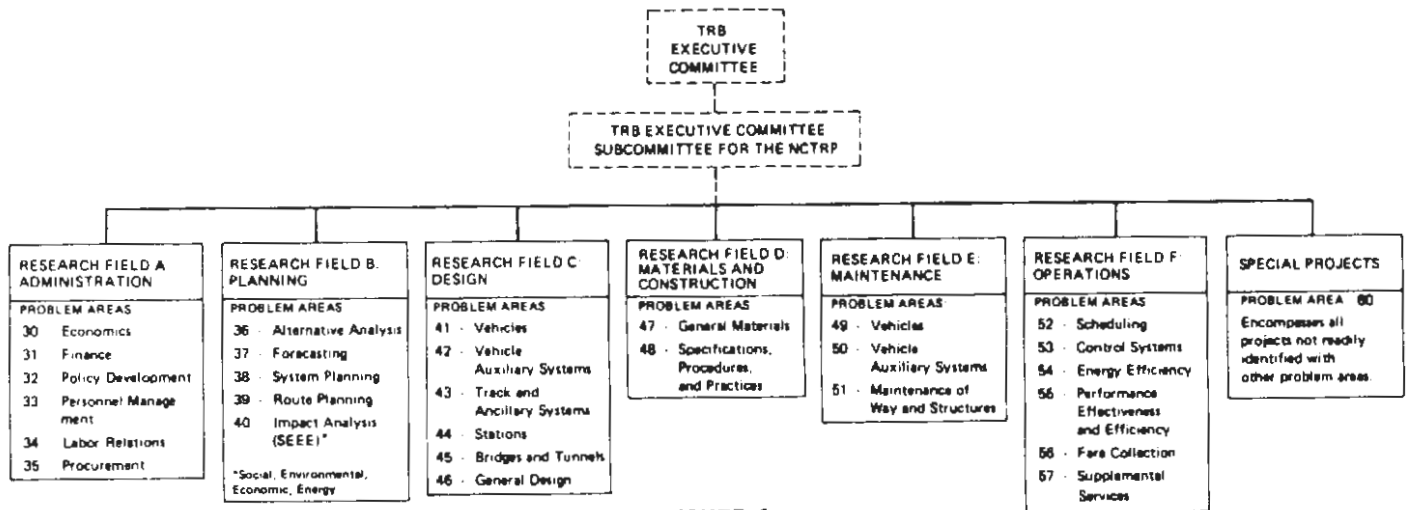 TRB
EXECUTIVE
COMMITTEE
TRB EXECUTIVE COMMITTEE
SUBCOMMITTEE FOR THE NCTRP
RESEARCH FIELD A
ADMINISTRATION
PROBLEM AREAS
30 Economics
31 Finance
32 Policy Development
33 Personnel Manage
ment
34 Labor Relations
35 Procurement
RESEARCH FIELD B:
PLANNING
PROBLEM AREAS
36 - Alternative Analysis
37 - Forecasting
38 - System Planning
39 - Route Planning
40 Impact Analysis
(SEEE)*
*Social, Environmental,
Economic, Energy
RESEARCH FIELD C:
DESIGN
PROBLEM AREAS
41 - Vehicles
42 - Vehicle
Auxiliary Systems
43 - Track and
Ancillary Systems
44 - Stations
45 - Bridges and Tunnels
46 - General Design
RESEARCH FIELD D:
MATERIALS AND
CONSTRUCTION
PROBLEM AREAS
47 - General Materials
48 - Specifications,
Procedures,
and Practices
RESEARCH FIELD E:
MAINTENANCE
PROBLEM AREAS
49 - Vehicles
50 - Vehicle
Auxiliary Systems
51 - Maintenance of
Way and Structures
RESEARCH FIELD F:
OPERATIONS
PROBLEM AREAS
52 - Scheduling
53 - Control Systems
54 - Energy Efficiency
55 - Performance
Effectiveness
and Efficiency
56 - Fare Collection
57 - Supplemental
Services
SPECIAL PROJECTS
PROBLEM AREA 60
Encompasses all
projects not readily
identified with
other problem areas.